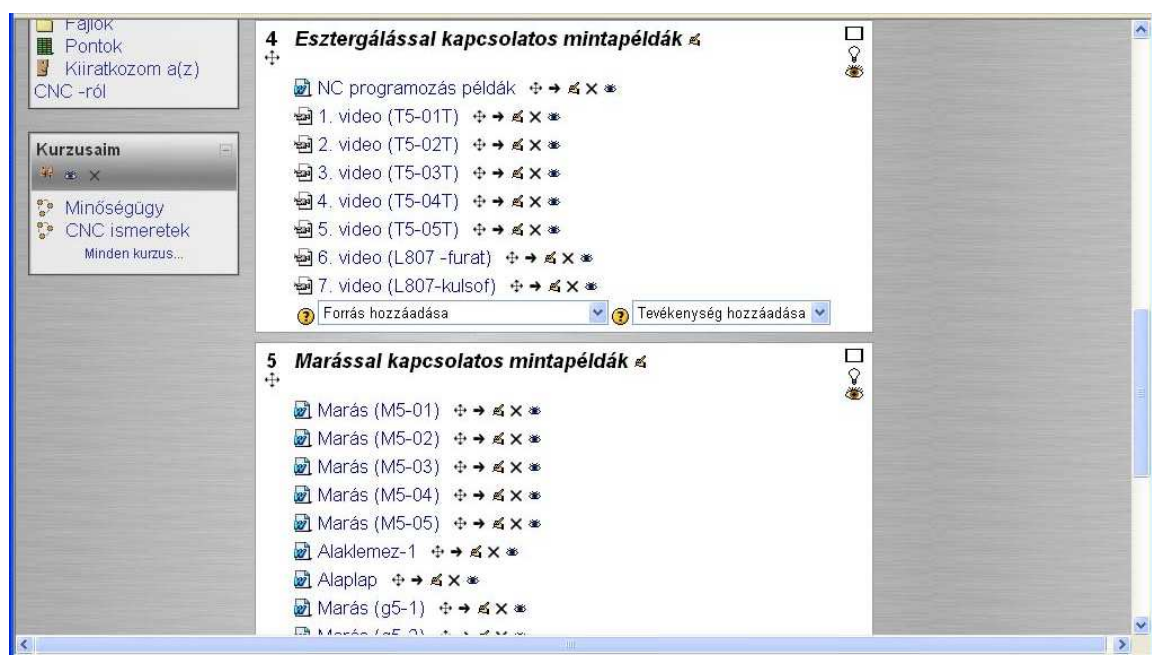 Fájlok
Pontok
Kiiratkozom a(z)
CNC -ról
Kurzusaim
Minőségügy
CNC ismeretek
Minden kurzus...
4 Esztergálással kapcsolatos mintapéldák
NC programozás példák
1. video (T5-01T)
2. video (T5-02T)
3. video (T5-03T)
4. video (T5-04T)
5. video (T5-05T)
6. video (L807 -furat)
7. video (L807-kulsof)
Forrás hozzáadása Tevékenység hozzáadása
5 Marással kapcsolatos mintapéldák
Marás (M5-01)
Marás (M5-02)
Marás (M5-03)
Marás (M5-04)
Marás (M5-05)
Alaklemez-1
Alaplap
Marás (g5-1)
Marás (g5-2)